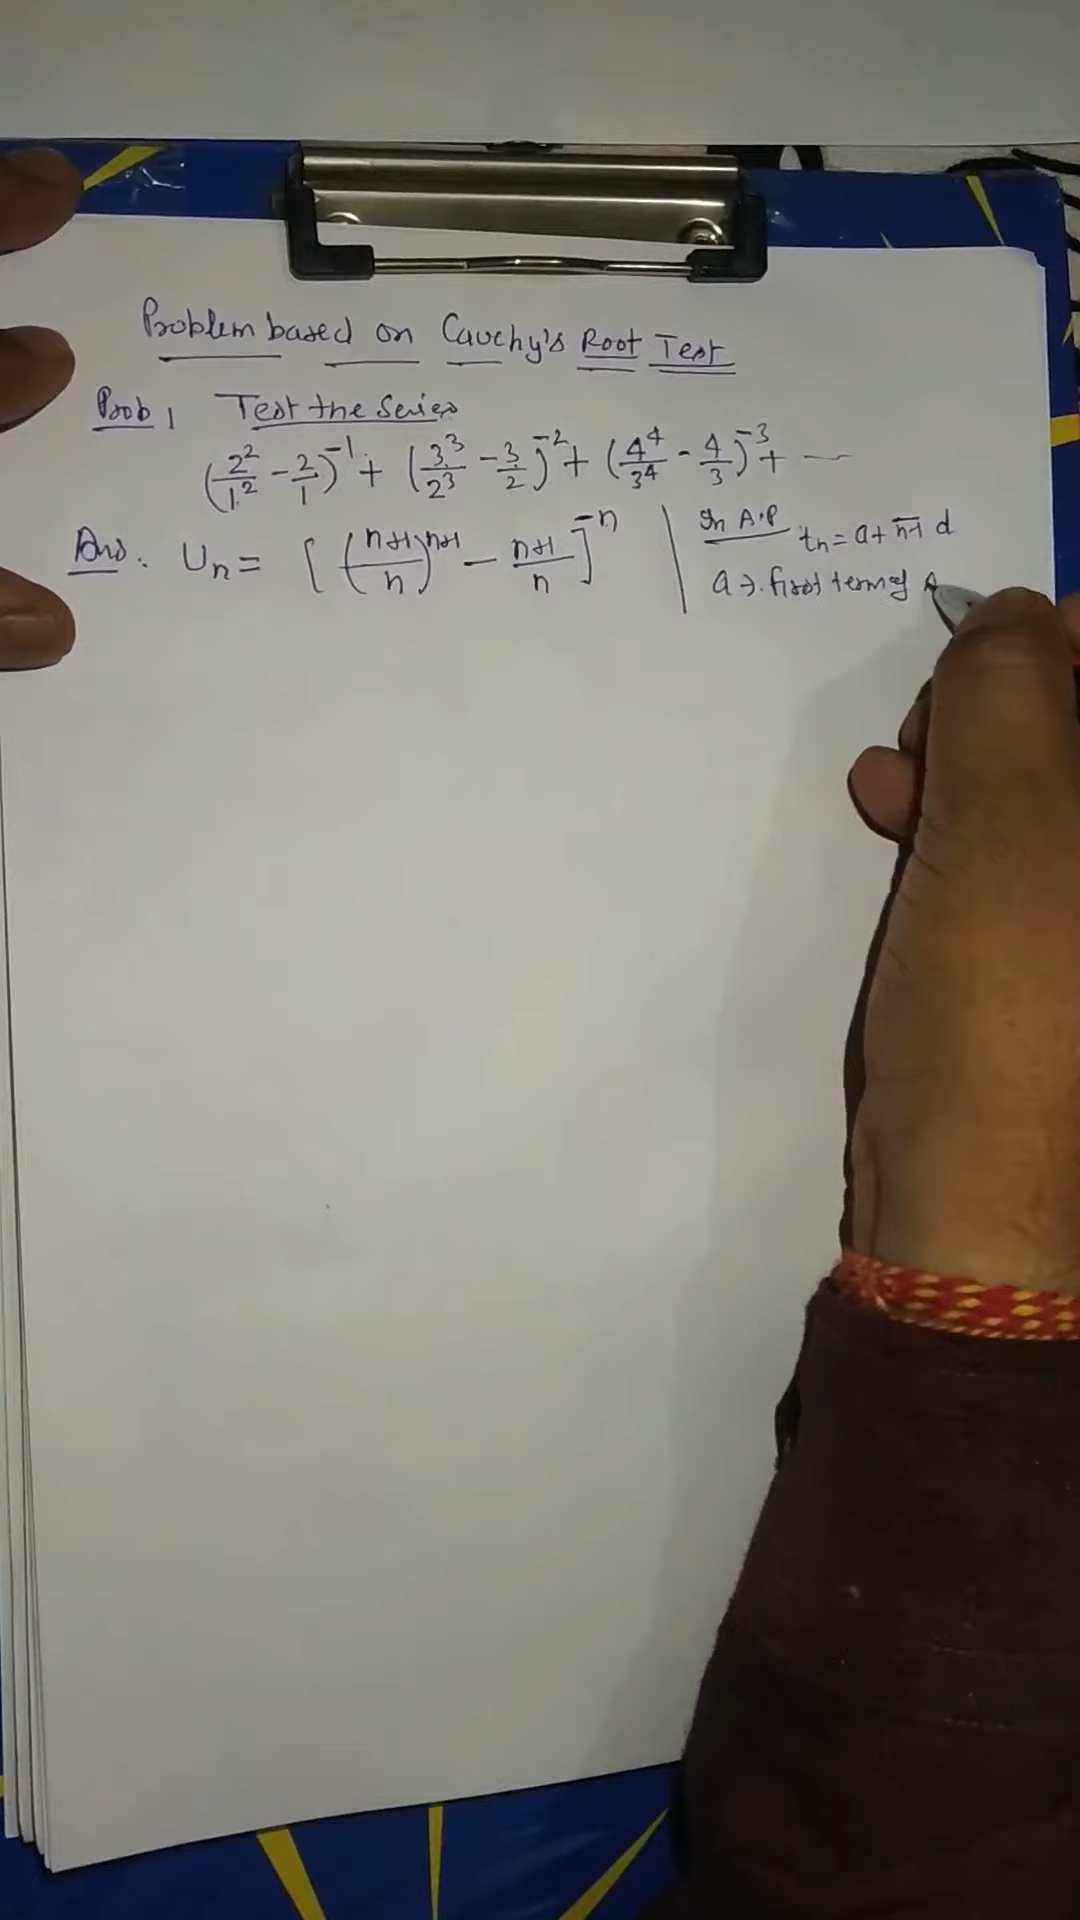 Problem based on Cauchy's Root Test
Prob 1 Test the Series
(2²/1² - 2/1)⁻¹ + (3³/2³ - 3/2)⁻² + (4⁴/3⁴ - 4/3)⁻³ + —
Ans. Uₙ = [((n+1)/n)ⁿ⁺¹ - (n+1)/n]⁻ⁿ
In A.P tₙ = a + n-1 d
a → first term of A